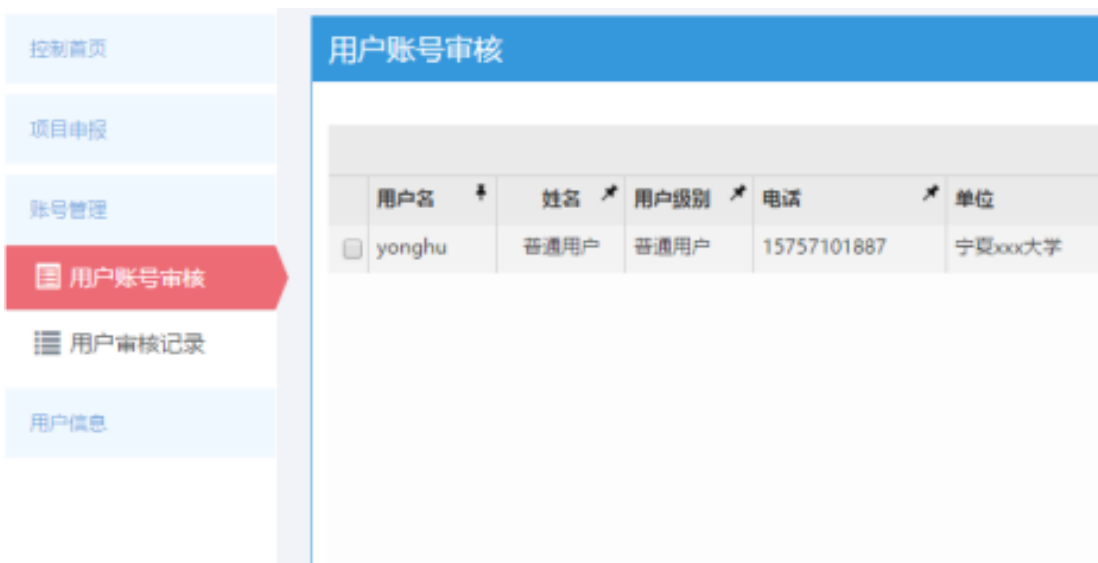 控制首页
项目申报
账号管理
用户账号审核
用户审核记录
用户信息
用户账号审核
用户名 姓名 用户级别 电话 单位
yonghu 普通用户 普通用户 15757101887 宁夏xxx大学